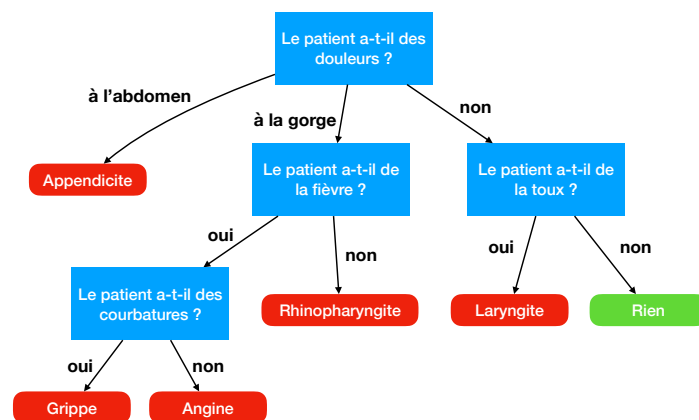 Le patient a-t-il des
douleurs ?
à l'abdomen
à la gorge
non
Appendicite
Le patient a-t-il de
la fièvre ?
Le patient a-t-il de
la toux ?
oui
non
oui
non
Le patient a-t-il des
courbatures ?
Rhinopharyngite
Laryngite
Rien
oui
non
Grippe
Angine